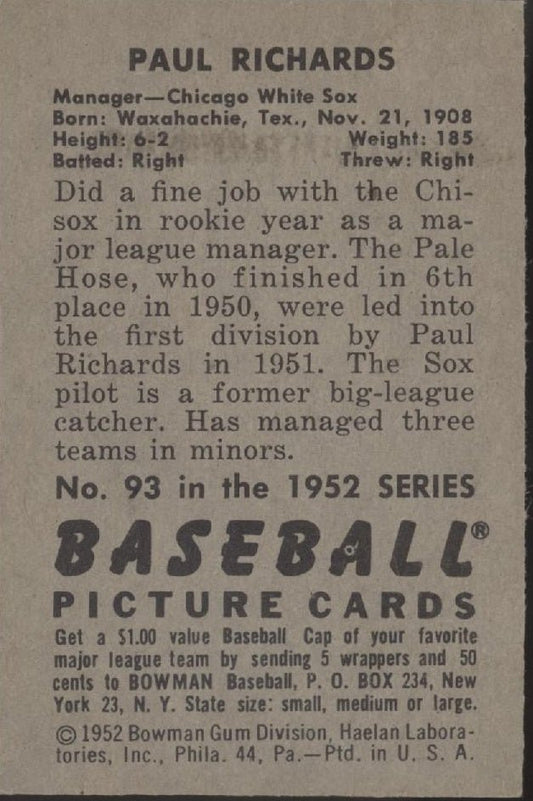 PAUL RICHARDS
Manager—Chicago White Sox
Born: Waxahachie, Tex., Nov. 21, 1908
Height: 6-2 Weight: 185
Batted: Right Threw: Right
Did a fine job with the Chi-
sox in rookie year as a ma-
jor league manager. The Pale
Hose, who finished in 6th
place in 1950, were led into
the first division by Paul
Richards in 1951. The Sox
pilot is a former big-league
catcher. Has managed three
teams in minors.
No. 93 in the 1952 SERIES
BASEBALL®
PICTURE CARDS
Get a $1.00 value Baseball Cap of your favorite
major league team by sending 5 wrappers and 50
cents to BOWMAN Baseball, P. O. BOX 234, New
York 23, N. Y. State size: small, medium or large.
© 1952 Bowman Gum Division, Haelan Labora-
tories, Inc., Phila. 44, Pa.—Ptd. in U. S. A.